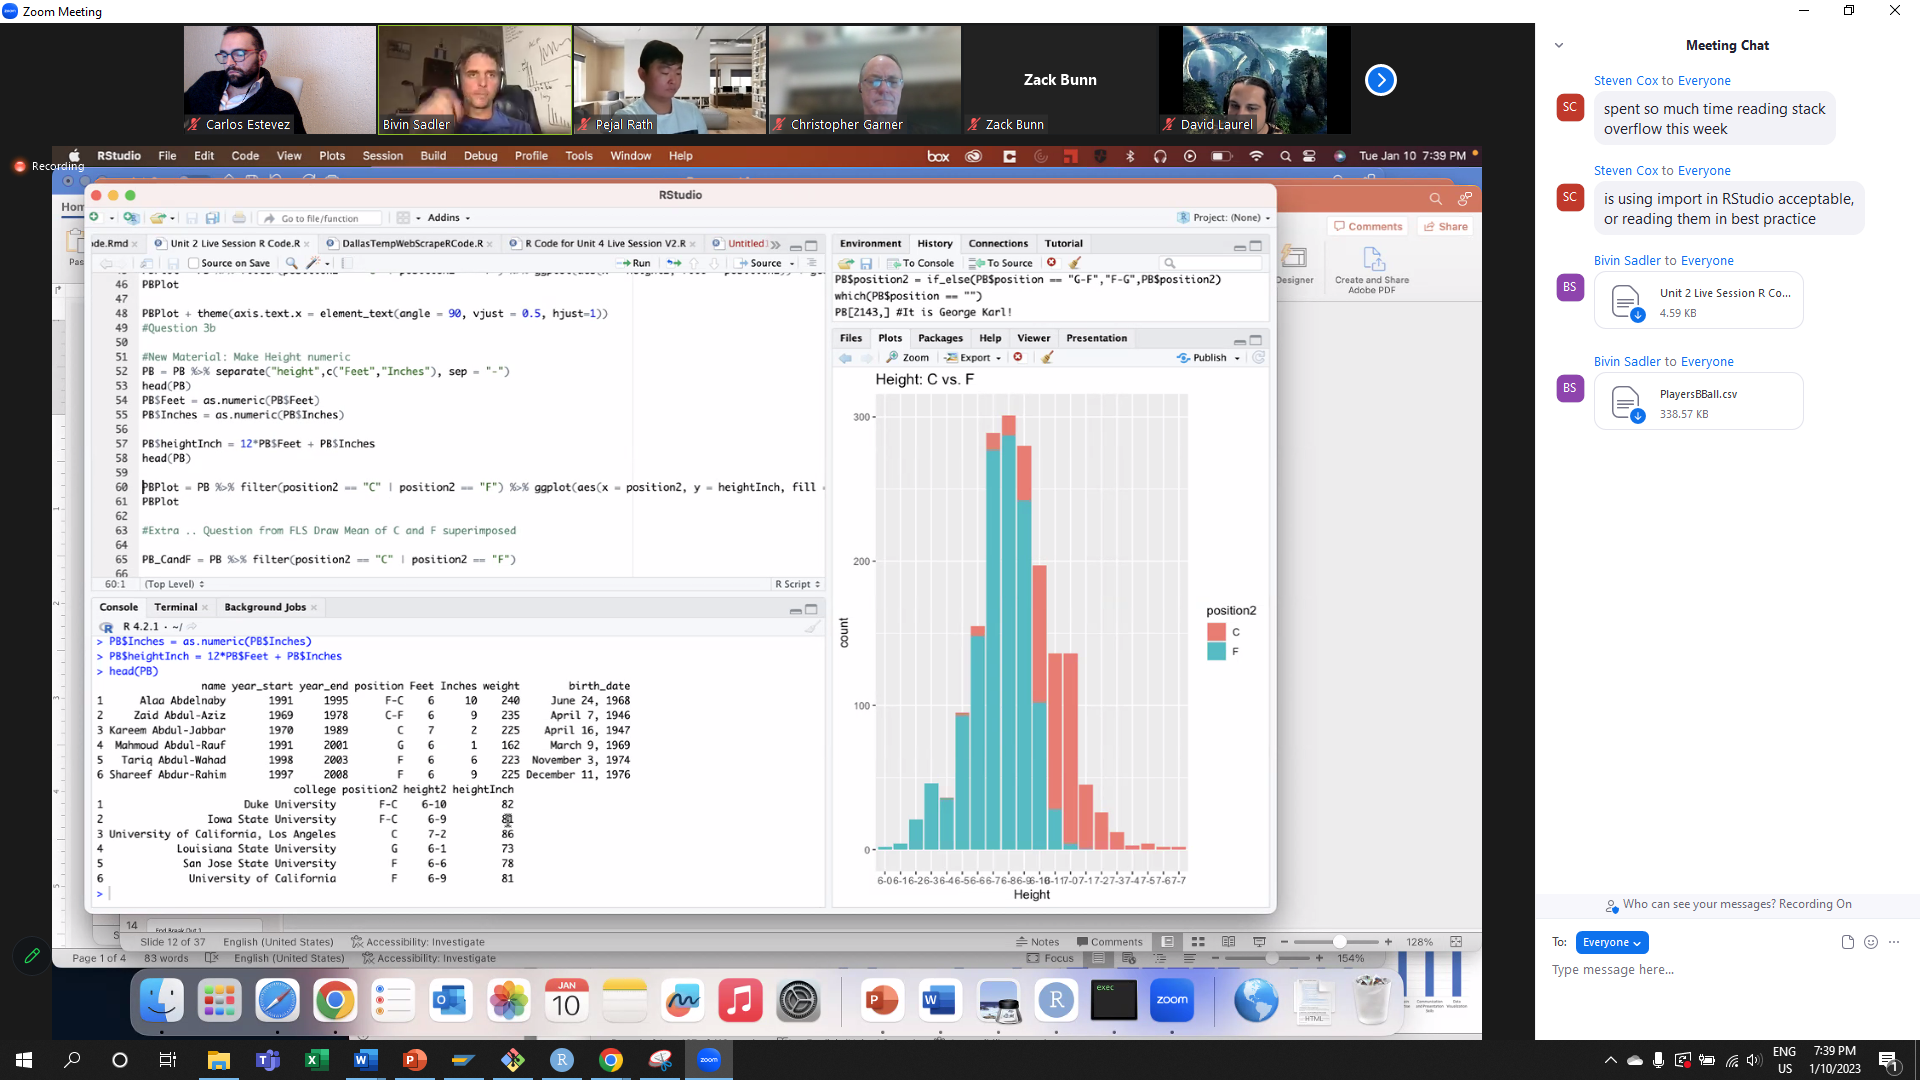 Zoom Meeting
Carlos Estevez
Bivin Sadler
Pejal Rath
Christopher Garner
Zack Bunn
Zack Bunn
David Laurel
Recording
RStudio File Edit Code View Plots Session Build Debug Profile Tools Window Help
box
Tue Jan 10 7:39 PM
RStudio
Go to file/function
Addins
Project: (None)
Comments
Share
Create and Share
Adobe PDF
ode.Rmd
Unit 2 Live Session R Code.R
DallasTempWebScrapeRCode.R
R Code for Unit 4 Live Session V2.R
Untitled
Source on Save
Run
Source
46 PBPlot
47
48 PBPlot + theme(axis.text.x = element_text(angle = 90, vjust = 0.5, hjust=1))
49 #Question 3b
50
51 #New Material: Make Height numeric
52 PB = PB %>% separate("height",c("Feet","Inches"), sep = "-")
53 head(PB)
54 PB$Feet = as.numeric(PB$Feet)
55 PB$Inches = as.numeric(PB$Inches)
56
57 PB$heightInch = 12*PB$Feet + PB$Inches
58 head(PB)
59
60 PBPlot = PB %>% filter(position2 == "C" | position2 == "F") %>% ggplot(aes(x = position2, y = heightInch, fill =
61 PBPlot
62
63 #Extra .. Question from FLS Draw Mean of C and F superimposed
64
65 PB_CandF = PB %>% filter(position2 == "C" | position2 == "F")
66
60:1 (Top Level)
R Script
Console Terminal Background Jobs
R 4.2.1 · ~/
> PB$Inches = as.numeric(PB$Inches)
> PB$heightInch = 12*PB$Feet + PB$Inches
> head(PB)
name year_start year_end position Feet Inches weight birth_date
1 Alaa Abdelnaby 1991 1995 F-C 6 10 240 June 24, 1968
2 Zaid Abdul-Aziz 1969 1978 C-F 6 9 235 April 7, 1946
3 Kareem Abdul-Jabbar 1970 1989 C 7 2 225 April 16, 1947
4 Mahmoud Abdul-Rauf 1991 2001 G 6 1 162 March 9, 1969
5 Tariq Abdul-Wahad 1998 2003 F 6 6 223 November 3, 1974
6 Shareef Abdur-Rahim 1997 2008 F 6 9 225 December 11, 1976
college position2 height2 heightInch
1 Duke University F-C 6-10 82
2 Iowa State University F-C 6-9 81
3 University of California, Los Angeles C 7-2 86
4 Louisiana State University G 6-1 73
5 San Jose State University F 6-6 78
6 University of California F 6-9 81
>
Environment History Connections Tutorial
To Console
To Source
PB$position2 = if_else(PB$position == "G-F","F-G",PB$position2)
which(PB$position == "")
PB[2143,] #It is George Karl!
Files Plots Packages Help Viewer Presentation
Zoom
Export
Publish
Height: C vs. F
300
200
100
0
count
Height
position2
C
F
14
Slide 12 of 37 English (United States) Accessibility: Investigate
Notes Comments 128%
Page 1 of 4 83 words English (United States) Accessibility: Investigate
Focus 154%
JAN
10
exec
zoom
HTML
Meeting Chat
Steven Cox to Everyone
SC
spent so much time reading stack
overflow this week
Steven Cox to Everyone
SC
is using import in RStudio acceptable,
or reading them in best practice
Bivin Sadler to Everyone
BS
Unit 2 Live Session R Co...
4.59 KB
Bivin Sadler to Everyone
BS
PlayersBBall.csv
338.57 KB
Who can see your messages? Recording On
To: Everyone
Type message here...
zoom
ENG
US
7:39 PM
1/10/2023
1